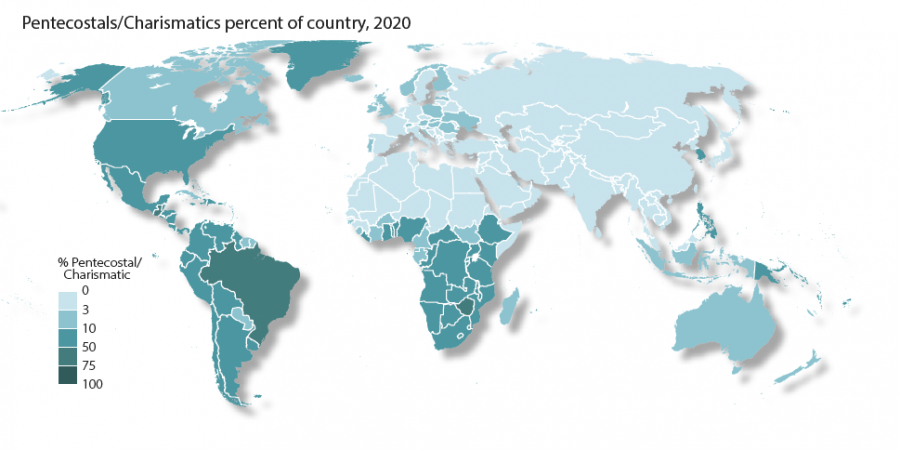 Pentecostals/Charismatics percent of country, 2020
% Pentecostal/
Charismatic
0
3
10
50
75
100